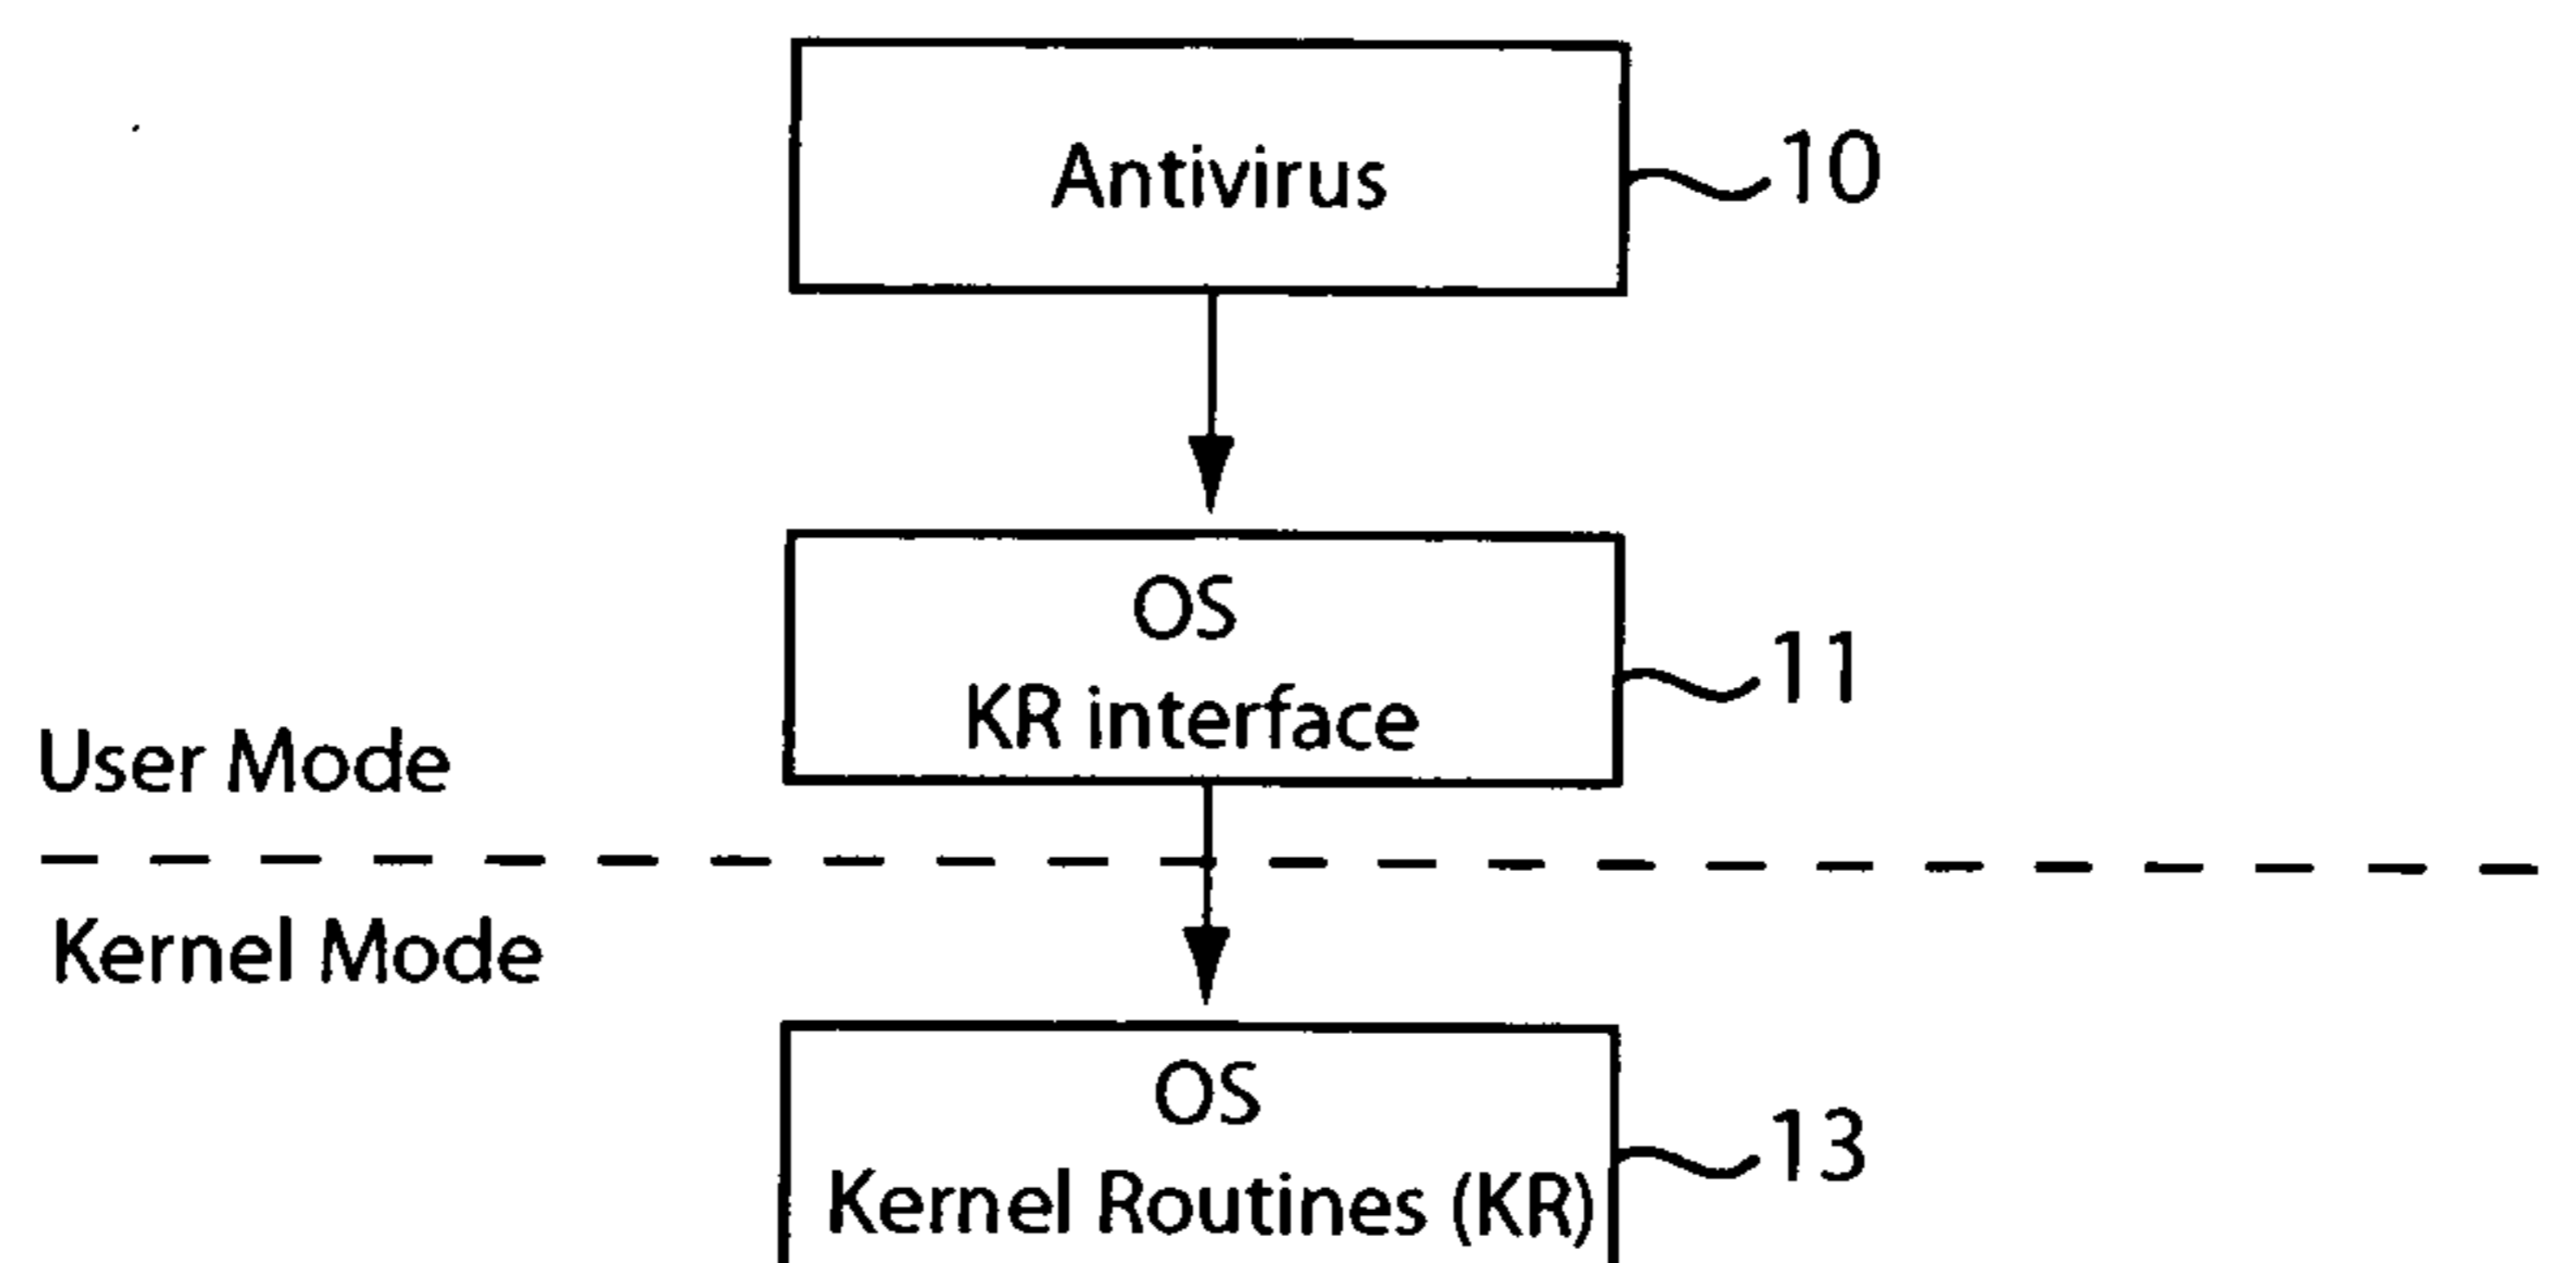 Antivirus
10
OS
KR interface
11
User Mode
Kernel Mode
OS
Kernel Routines (KR)
13